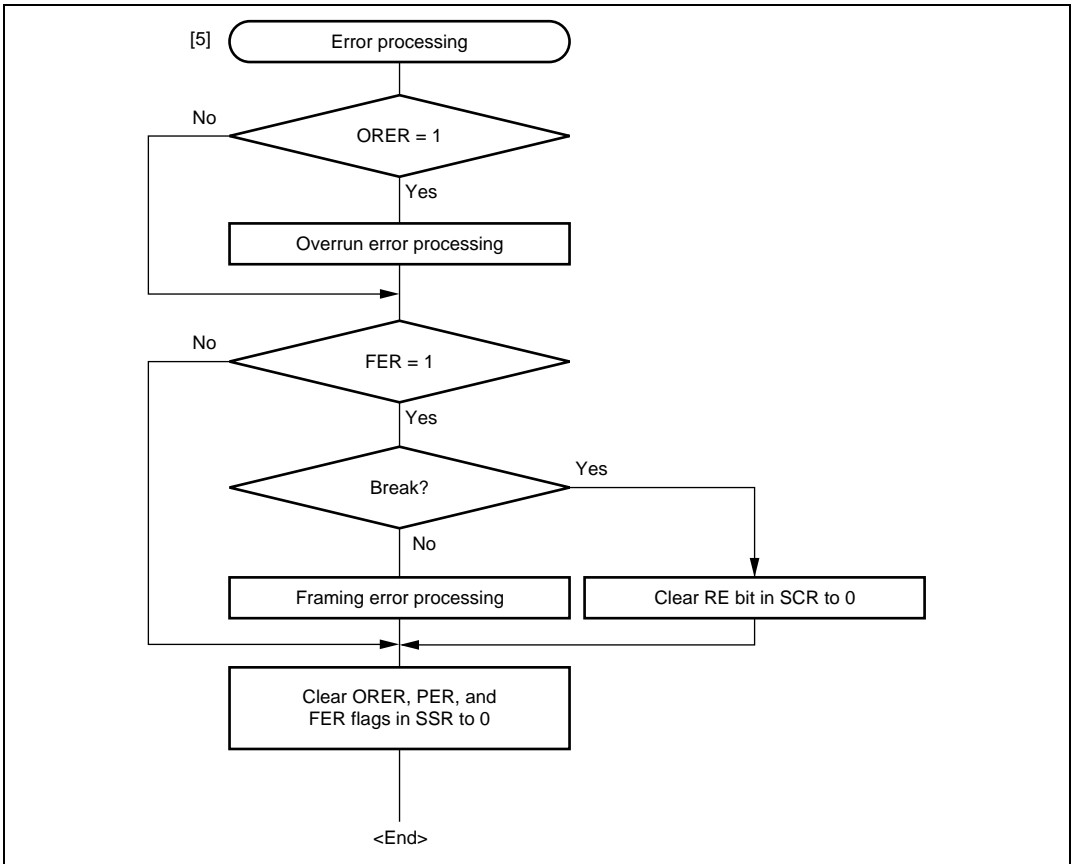 [5] Error processing
No
ORER = 1
Yes
Overrun error processing
No
FER = 1
Yes
Yes
Break?
No
Framing error processing
Clear RE bit in SCR to 0
Clear ORER, PER, and
FER flags in SSR to 0
<End>